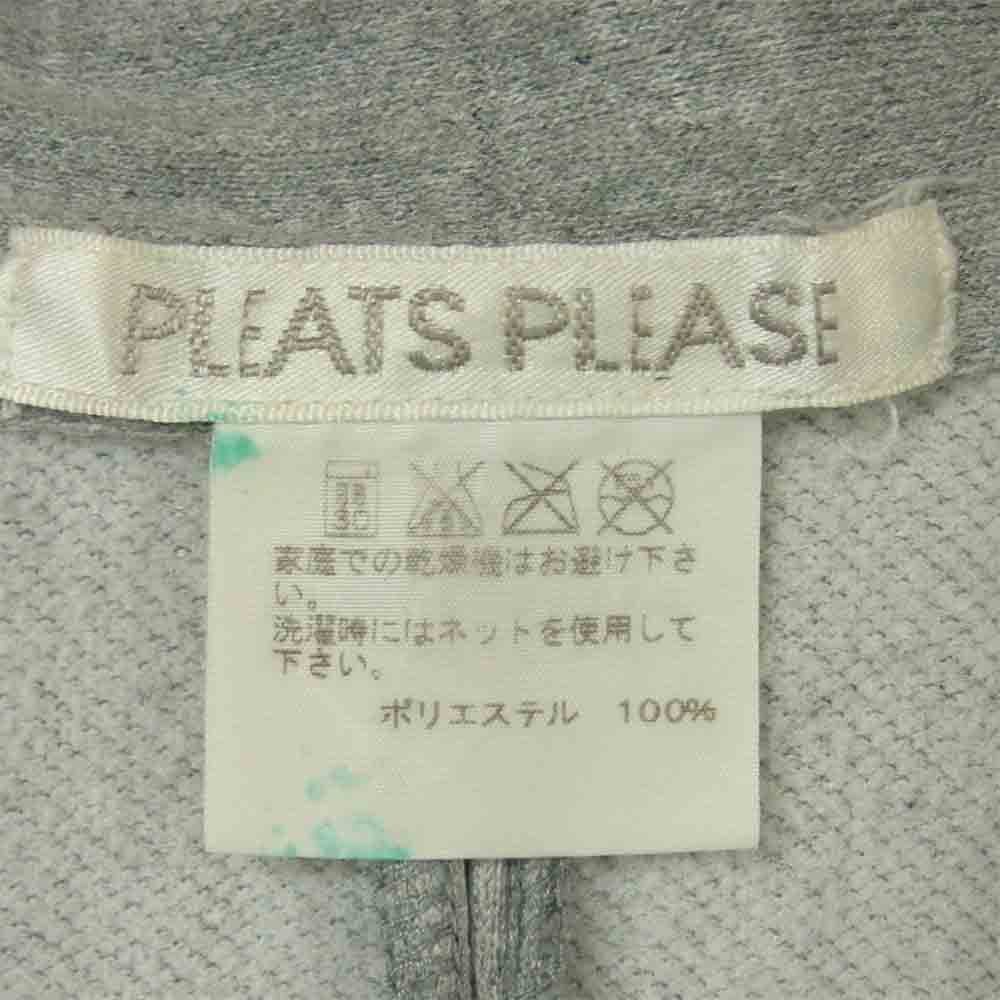 PLEATS PLEASE
家庭での乾燥機はお避け下さ
い。
洗濯時にはネットを使用して
下さい。
ポリエステル 100%